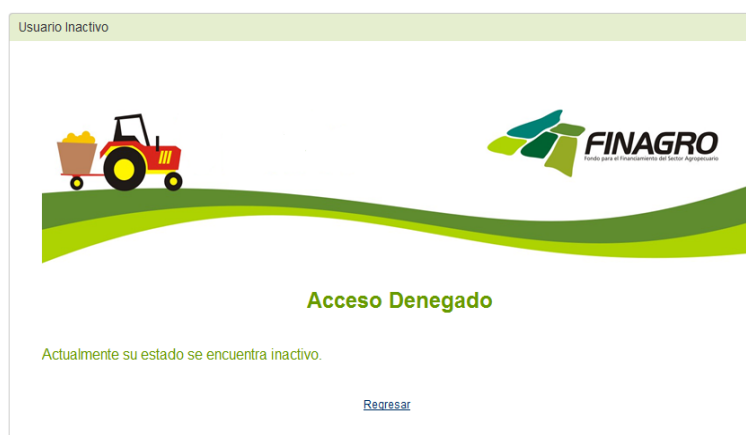 Usuario Inactivo
FINAGRO
Fondo para el Financiamiento del Sector Agropecuario
Acceso Denegado
Actualmente su estado se encuentra inactivo.
Regresar